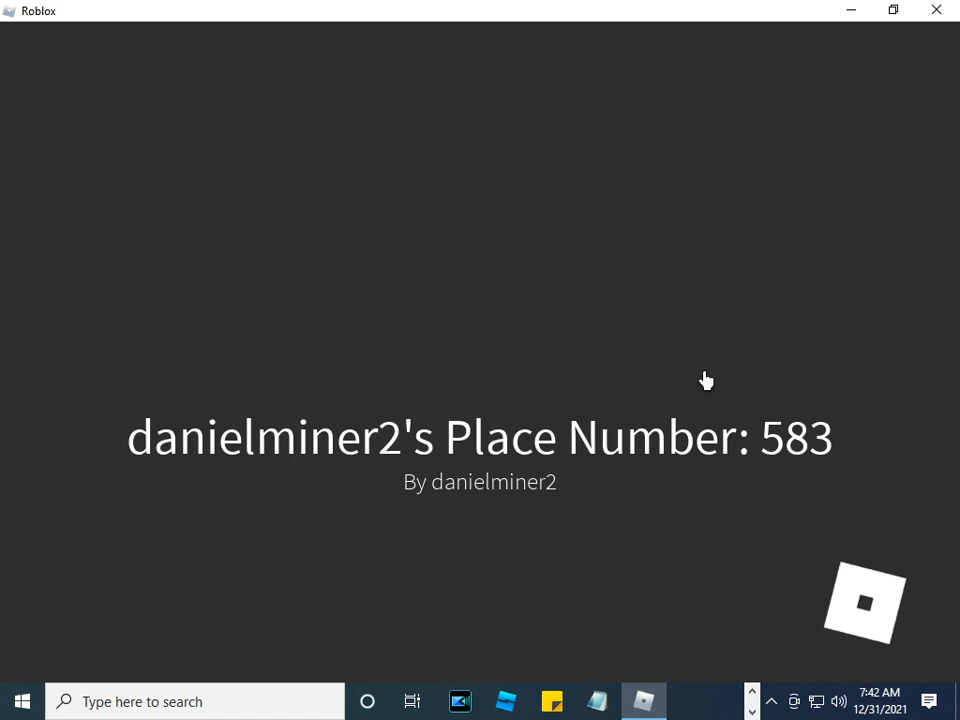 Roblox
danielminer2's Place Number: 583
By danielminer2
Type here to search
7:42 AM
12/31/2021